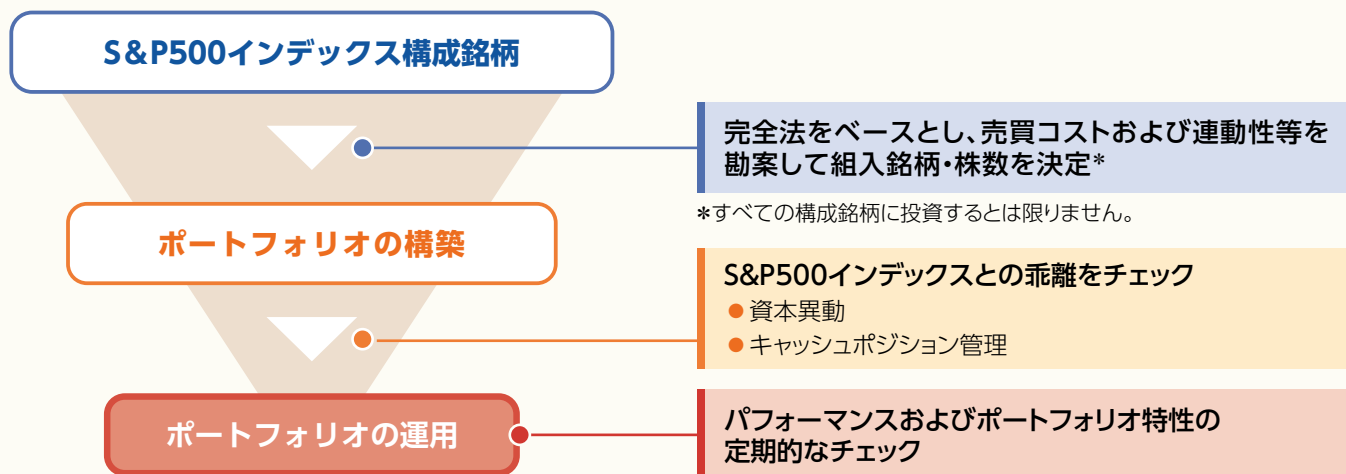 S&P500インデックス構成銘柄
完全法をベースとし、売買コストおよび連動性等を
勘案して組入銘柄・株数を決定*
*すべての構成銘柄に投資するとは限りません。
ポートフォリオの構築
S&P500インデックスとの乖離をチェック
● 資本異動
● キャッシュポジション管理
ポートフォリオの運用
パフォーマンスおよびポートフォリオ特性の
定期的なチェック